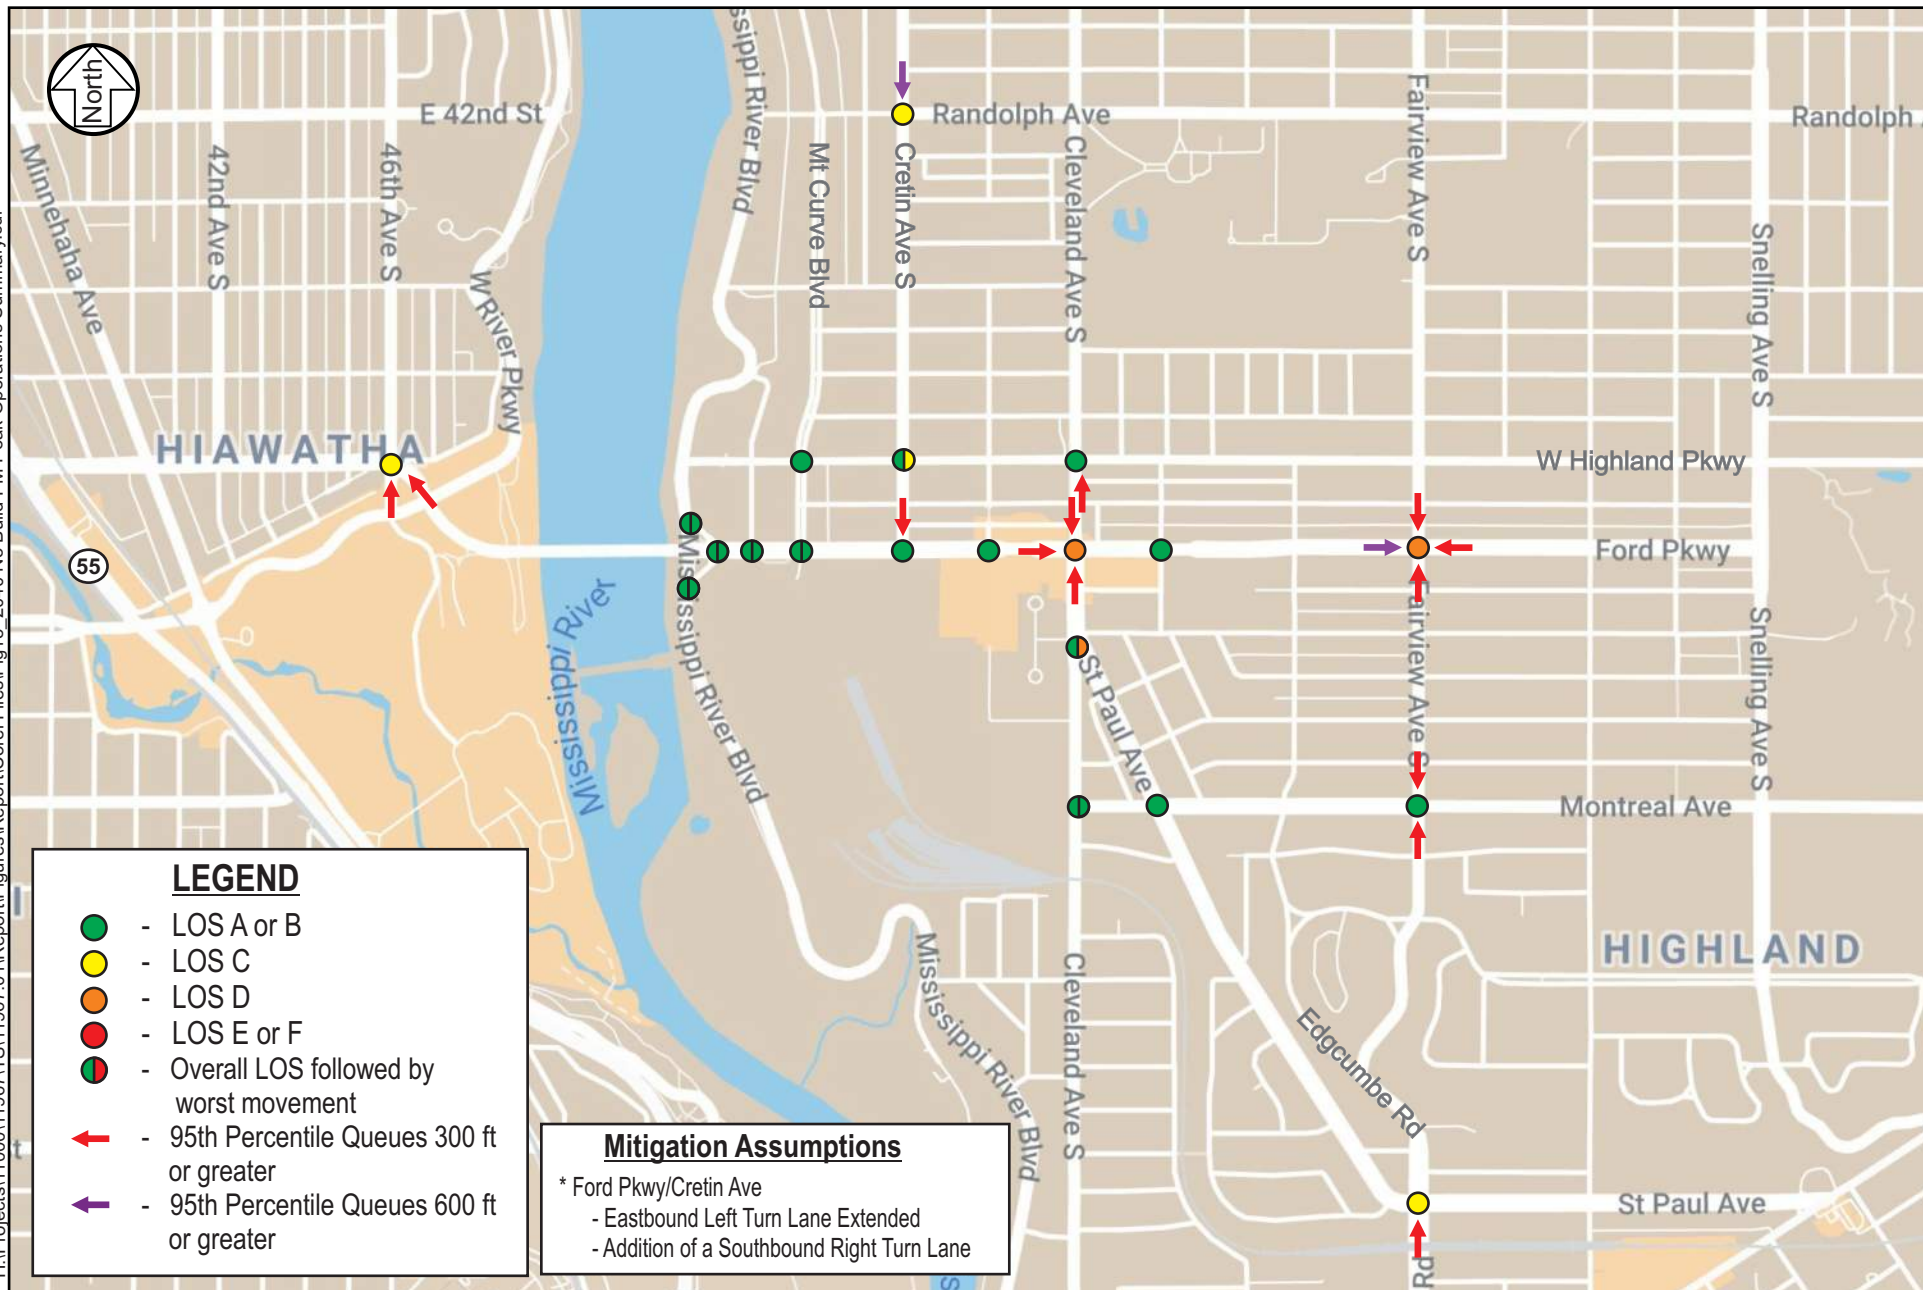 North
E 42nd St
Minnehaha Ave
42nd Ave S
46th Ave S
W River Pkwy
Mississippi River Blvd
Mt Curve Blvd
Cretin Ave S
Randolph Ave
Cleveland Ave S
Fairview Ave S
Randolph
Snelling Ave S
HIAWATHA
W Highland Pkwy
55
Ford Pkwy
Mississippi River
Mississippi River Blvd
St Paul Ave
Fairview Ave S
Snelling Ave S
Montreal Ave
HIGHLAND
Mississippi River Blvd
Cleveland Ave S
Edgcumbe Rd
St Paul Ave
Rd
LEGEND
- LOS A or B
- LOS C
- LOS D
- LOS E or F
- Overall LOS followed by
worst movement
- 95th Percentile Queues 300 ft
or greater
- 95th Percentile Queues 600 ft
or greater
Mitigation Assumptions
* Ford Pkwy/Cretin Ave
- Eastbound Left Turn Lane Extended
- Addition of a Southbound Right Turn Lane